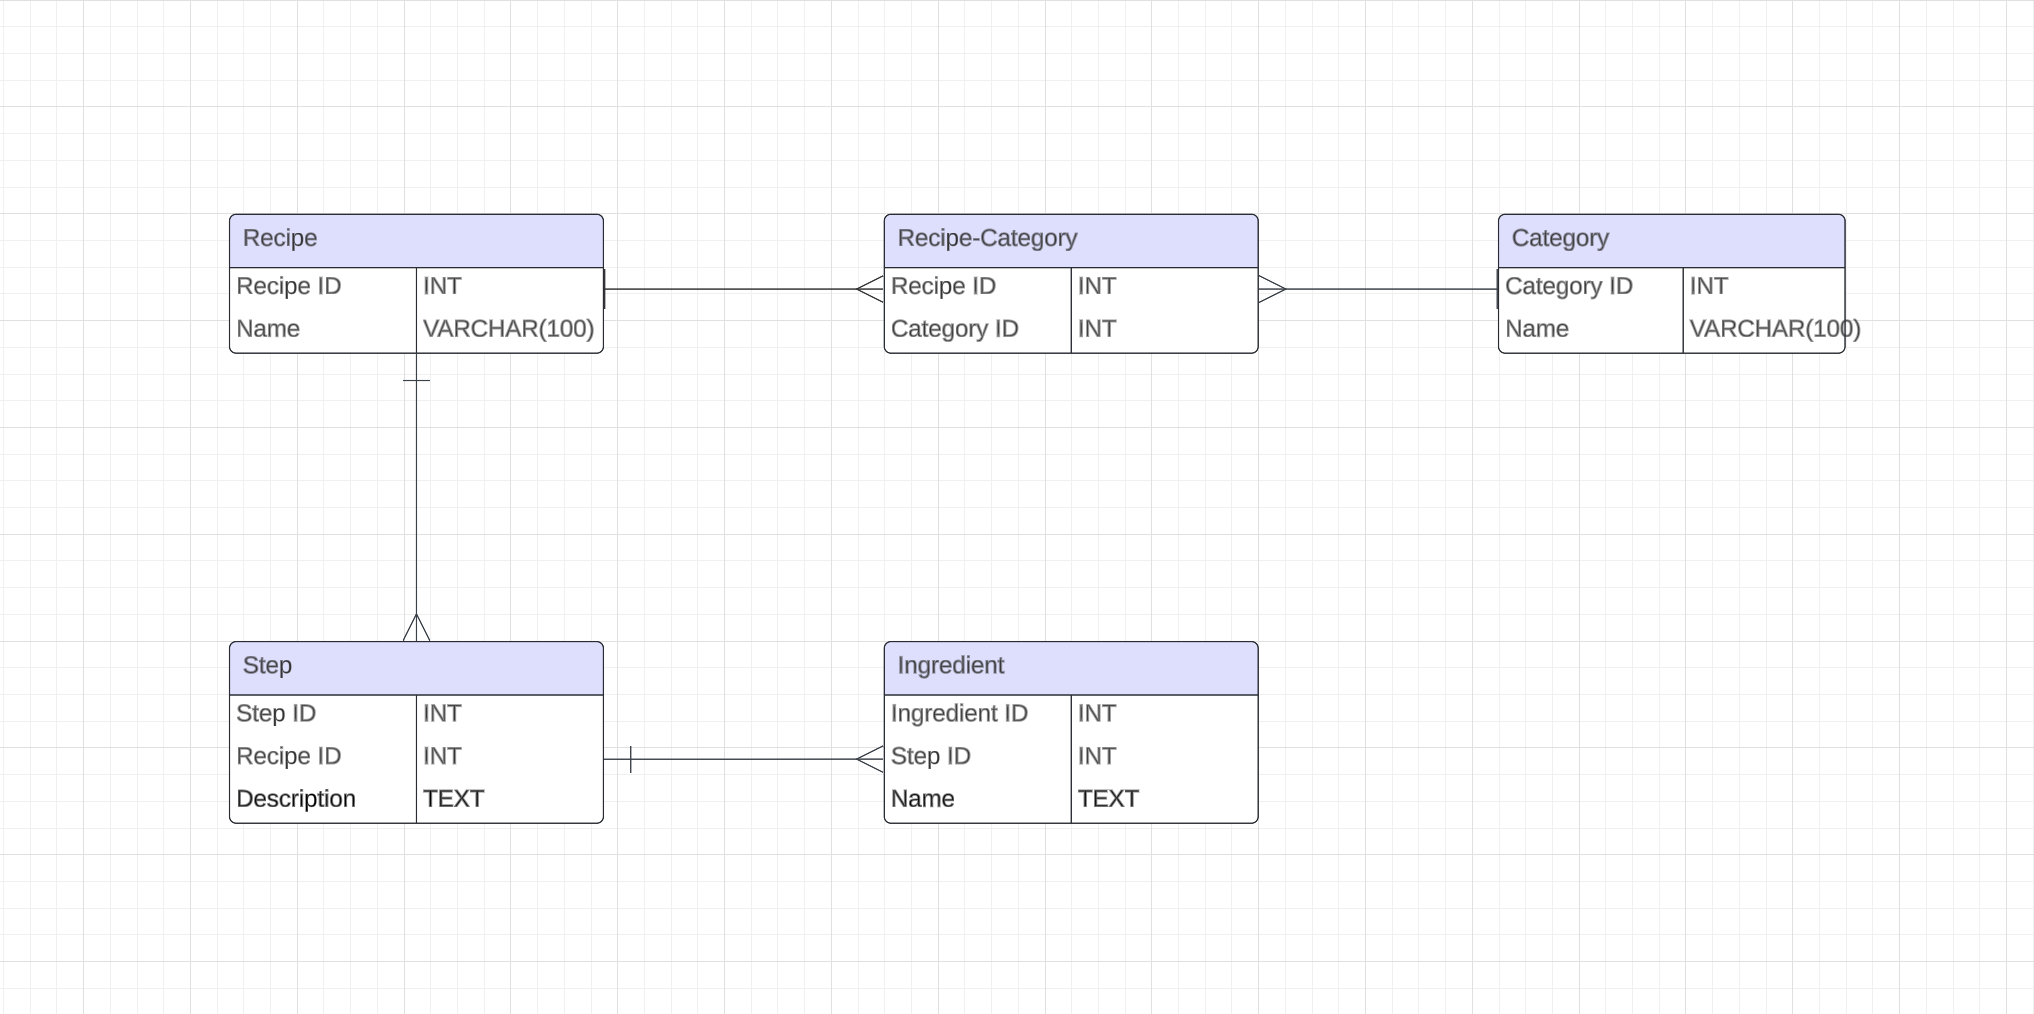 Recipe
Recipe ID INT
Name VARCHAR(100)
Recipe-Category
Recipe ID INT
Category ID INT
Category
Category ID INT
Name VARCHAR(100)
Step
Step ID INT
Recipe ID INT
Description TEXT
Ingredient
Ingredient ID INT
Step ID INT
Name TEXT